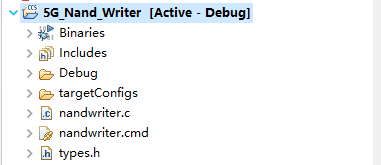 5G_Nand_Writer [Active - Debug]
Binaries
Includes
Debug
targetConfigs
nandwriter.c
nandwriter.cmd
types.h